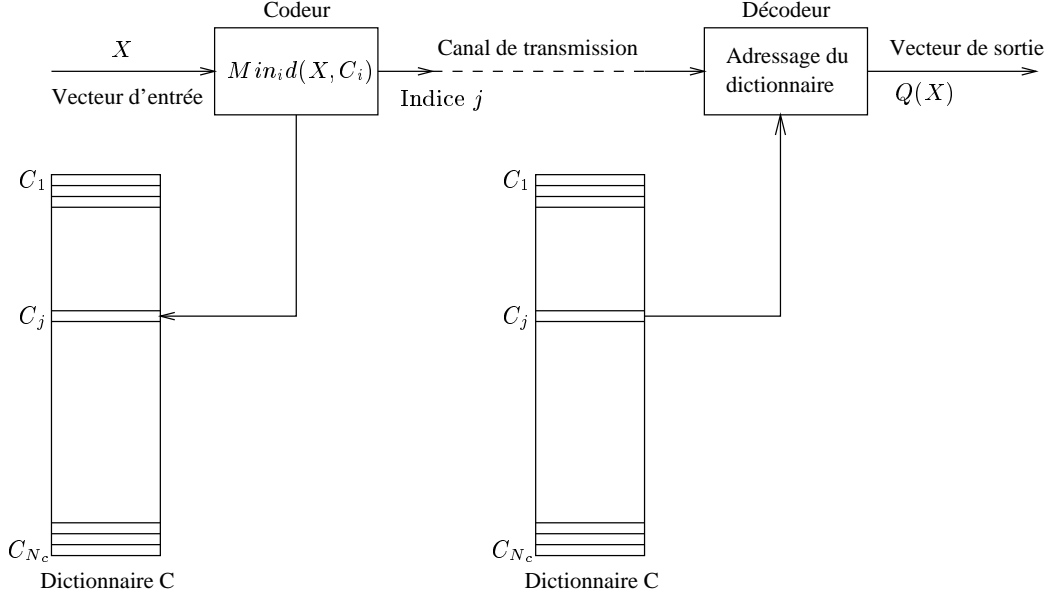 Codeur
Décodeur
X
Min_i d(X, C_i)
Canal de transmission
Adressage du
dictionnaire
Vecteur de sortie
Vecteur d'entrée
Indice j
Q(X)
C_1
C_1
C_j
C_j
C_{N_c}
C_{N_c}
Dictionnaire C
Dictionnaire C